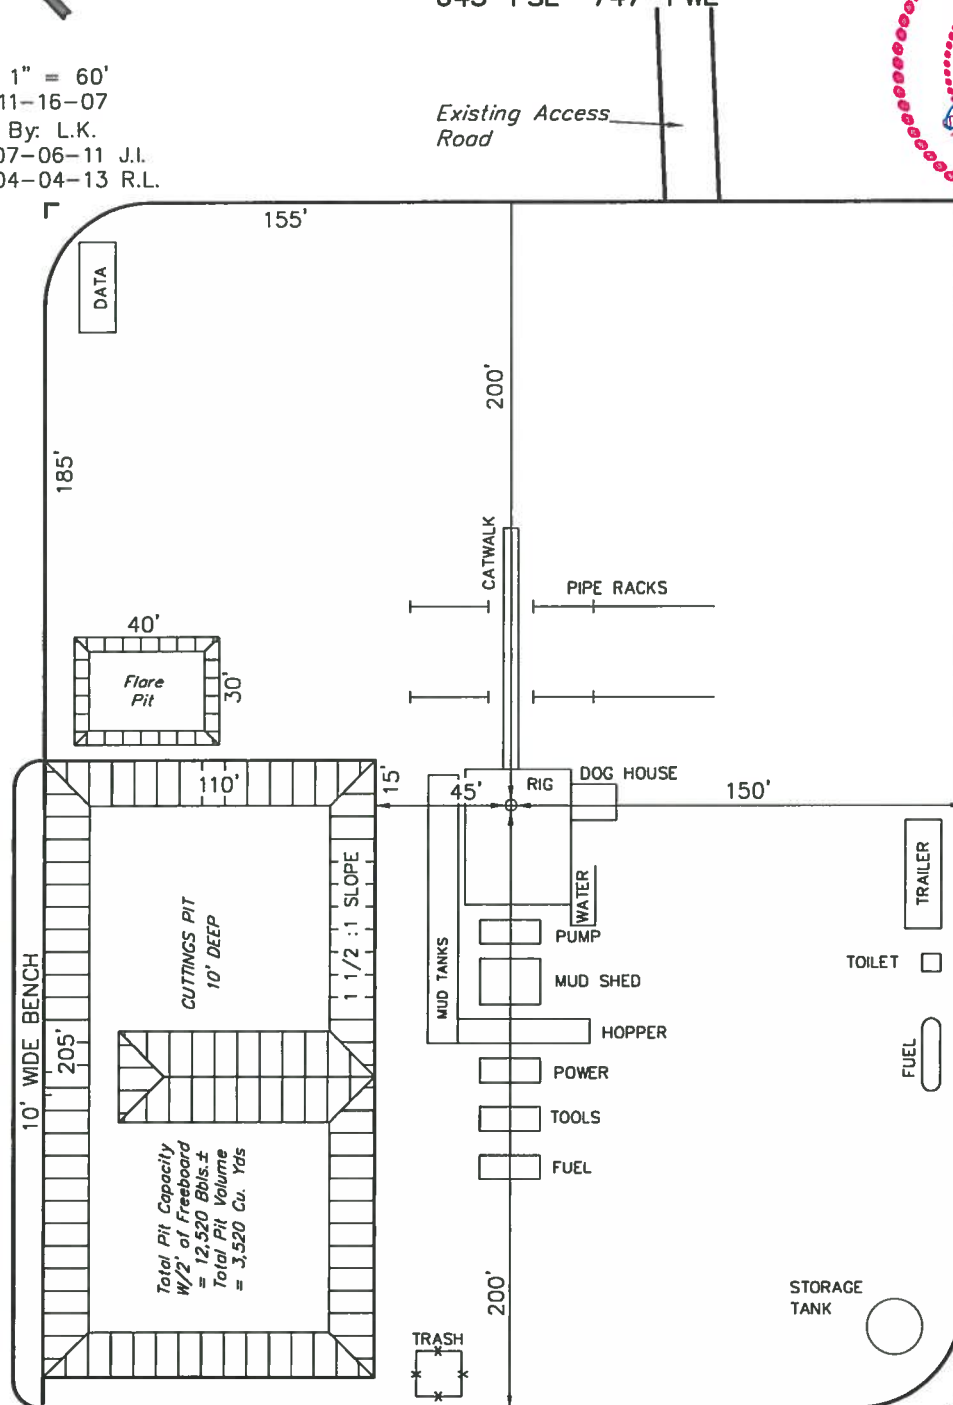 1" = 60'
11-16-07
By: L.K.
07-06-11 J.I.
04-04-13 R.L.
Existing Access
Road
155'
DATA
200'
185'
CATWALK
PIPE RACKS
40'
Flare
Pit
30'
110'
15'
45'
RIG
DOG HOUSE
150'
CUTTINGS PIT
10' DEEP
1 1/2 :1 SLOPE
MUD TANKS
WATER
TRAILER
PUMP
TOILET
MUD SHED
10' WIDE BENCH
205'
HOPPER
FUEL
POWER
TOOLS
FUEL
Total Pit Capacity
W/2' of Freeboard
= 12,520 Bbls.±
Total Pit Volume
= 3,520 Cu. Yds
200'
STORAGE
TANK
TRASH